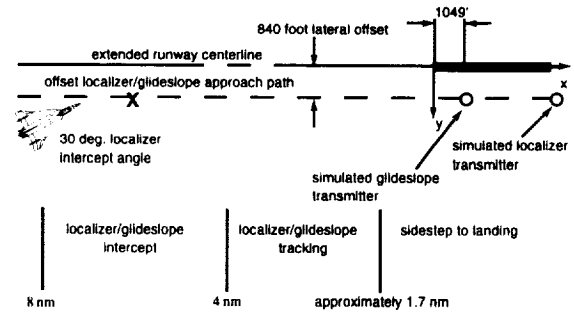 1049'
840 foot lateral offset
extended runway centerline
offset localizer/glideslope approach path
x
X
y
30 deg. localizer
intercept angle
simulated localizer
transmitter
simulated glideslope
transmitter
localizer/glideslope
intercept
localizer/glideslope
tracking
sidestep to landing
8 nm
4 nm
approximately 1.7 nm